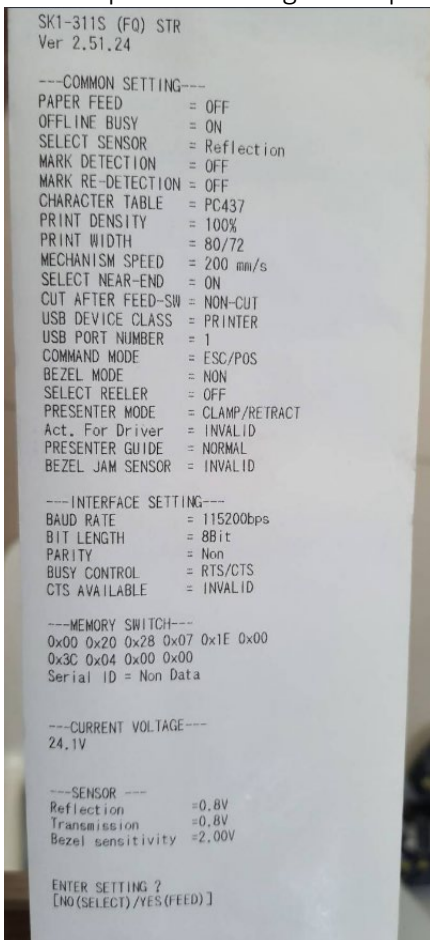 SK1-311S (FQ) STR
Ver 2.51.24
---COMMON SETTING---
PAPER FEED = OFF
OFFLINE BUSY = ON
SELECT SENSOR = Reflection
MARK DETECTION = OFF
MARK RE-DETECTION = OFF
CHARACTER TABLE = PC437
PRINT DENSITY = 100%
PRINT WIDTH = 80/72
MECHANISM SPEED = 200 mm/s
SELECT NEAR-END = ON
CUT AFTER FEED-SW = NON-CUT
USB DEVICE CLASS = PRINTER
USB PORT NUMBER = 1
COMMAND MODE = ESC/POS
BEZEL MODE = NON
SELECT REELER = OFF
PRESENTER MODE = CLAMP/RETRACT
Act. For Driver = INVALID
PRESENTER GUIDE = NORMAL
BEZEL JAM SENSOR = INVALID
---INTERFACE SETTING---
BAUD RATE = 115200bps
BIT LENGTH = 8Bit
PARITY = Non
BUSY CONTROL = RTS/CTS
CTS AVAILABLE = INVALID
---MEMORY SWITCH---
0x00 0x20 0x28 0x07 0x1E 0x00
0x3C 0x04 0x00 0x00
Serial ID = Non Data
---CURRENT VOLTAGE---
24.1V
---SENSOR ---
Reflection =0.8V
Transmission =0.8V
Bezel sensitivity =2.00V
ENTER SETTING ?
[NO(SELECT)/YES(FEED)]